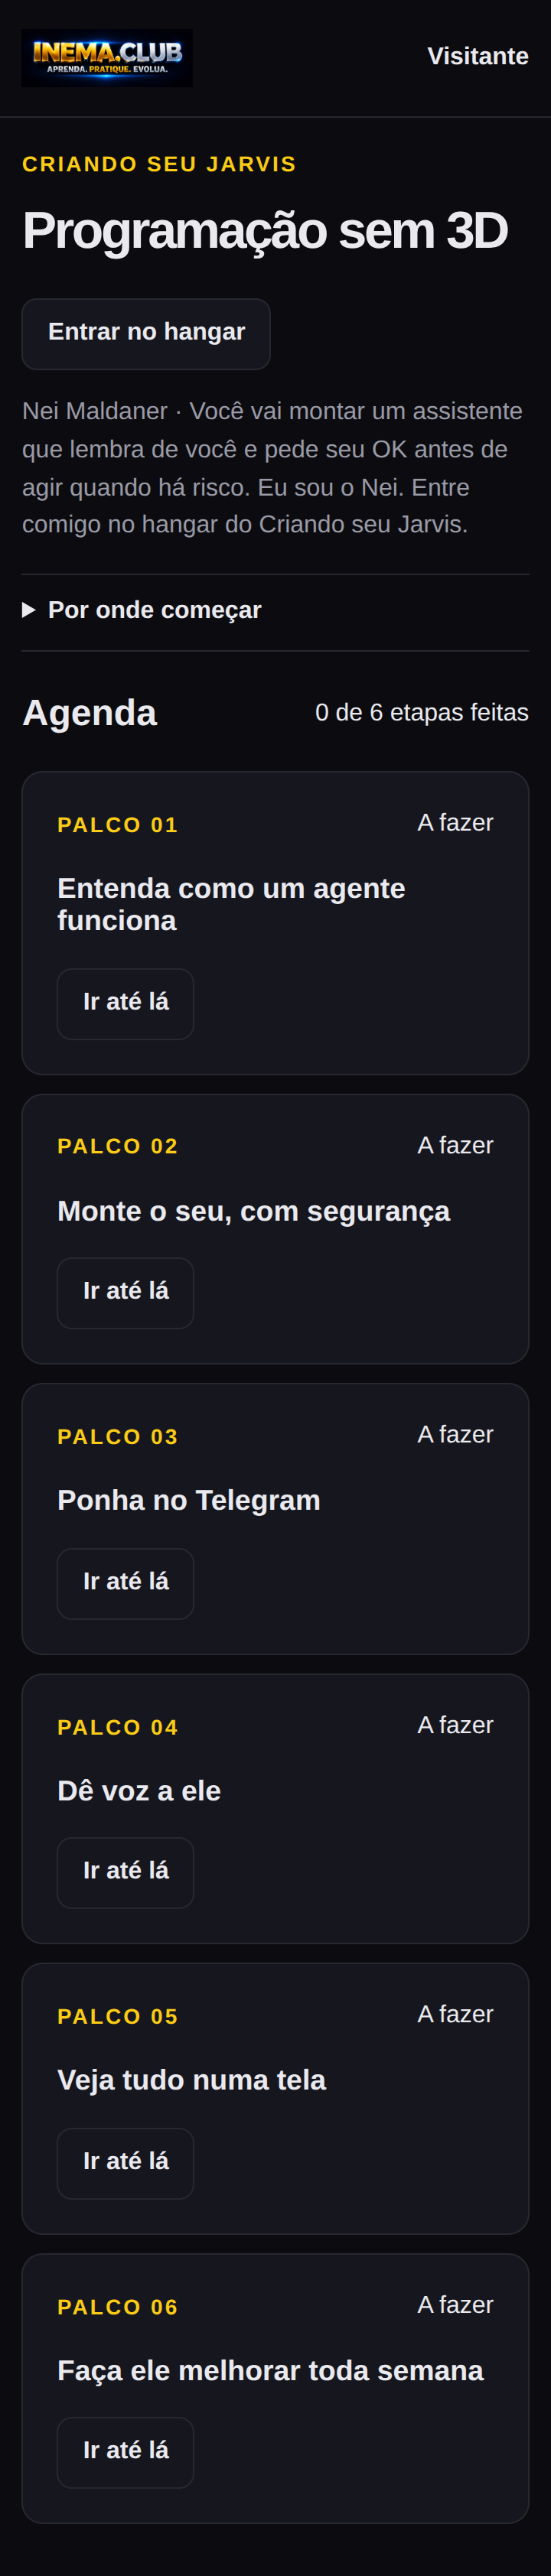 INEMA.CLUB
APRENDA. PRATIQUE. EVOLUA.
Visitante
CRIANDO SEU JARVIS
Programação sem 3D
Entrar no hangar
Nei Maldaner · Você vai montar um assistente
que lembra de você e pede seu OK antes de
agir quando há risco. Eu sou o Nei. Entre
comigo no hangar do Criando seu Jarvis.
Por onde começar
Agenda
0 de 6 etapas feitas
PALCO 01
A fazer
Entenda como um agente
funciona
Ir até lá
PALCO 02
A fazer
Monte o seu, com segurança
Ir até lá
PALCO 03
A fazer
Ponha no Telegram
Ir até lá
PALCO 04
A fazer
Dê voz a ele
Ir até lá
PALCO 05
A fazer
Veja tudo numa tela
Ir até lá
PALCO 06
A fazer
Faça ele melhorar toda semana
Ir até lá